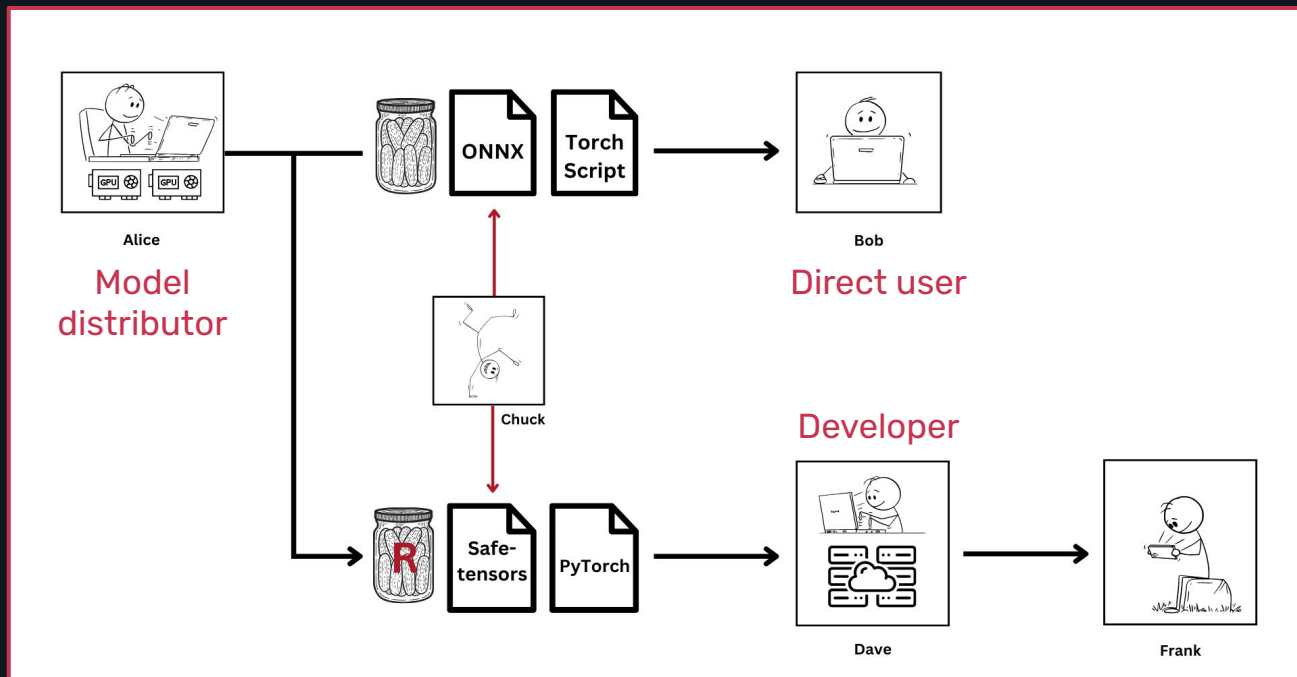 GPU
GPU
ONNX
Torch
Script
Alice
Bob
Model
distributor
Direct user
Chuck
Developer
R
Safe-
tensors
PyTorch
Dave
Frank